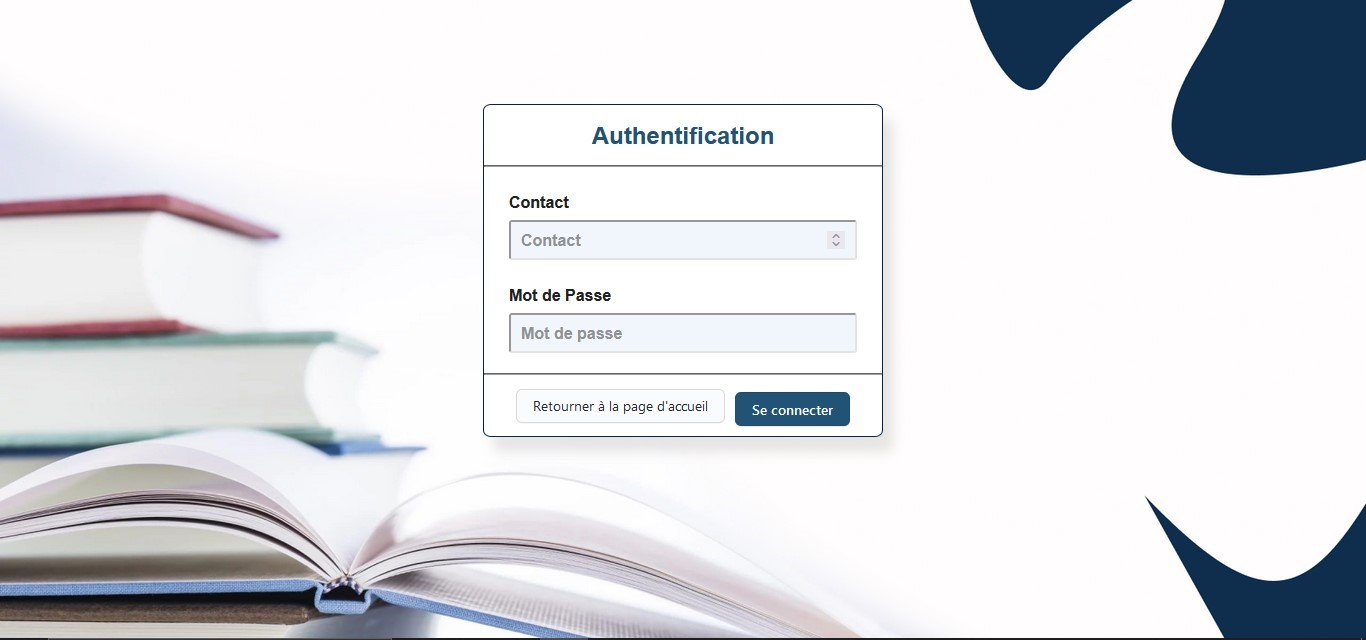 Authentification
Contact
Contact
Mot de Passe
Mot de passe
Retourner à la page d'accueil
Se connecter